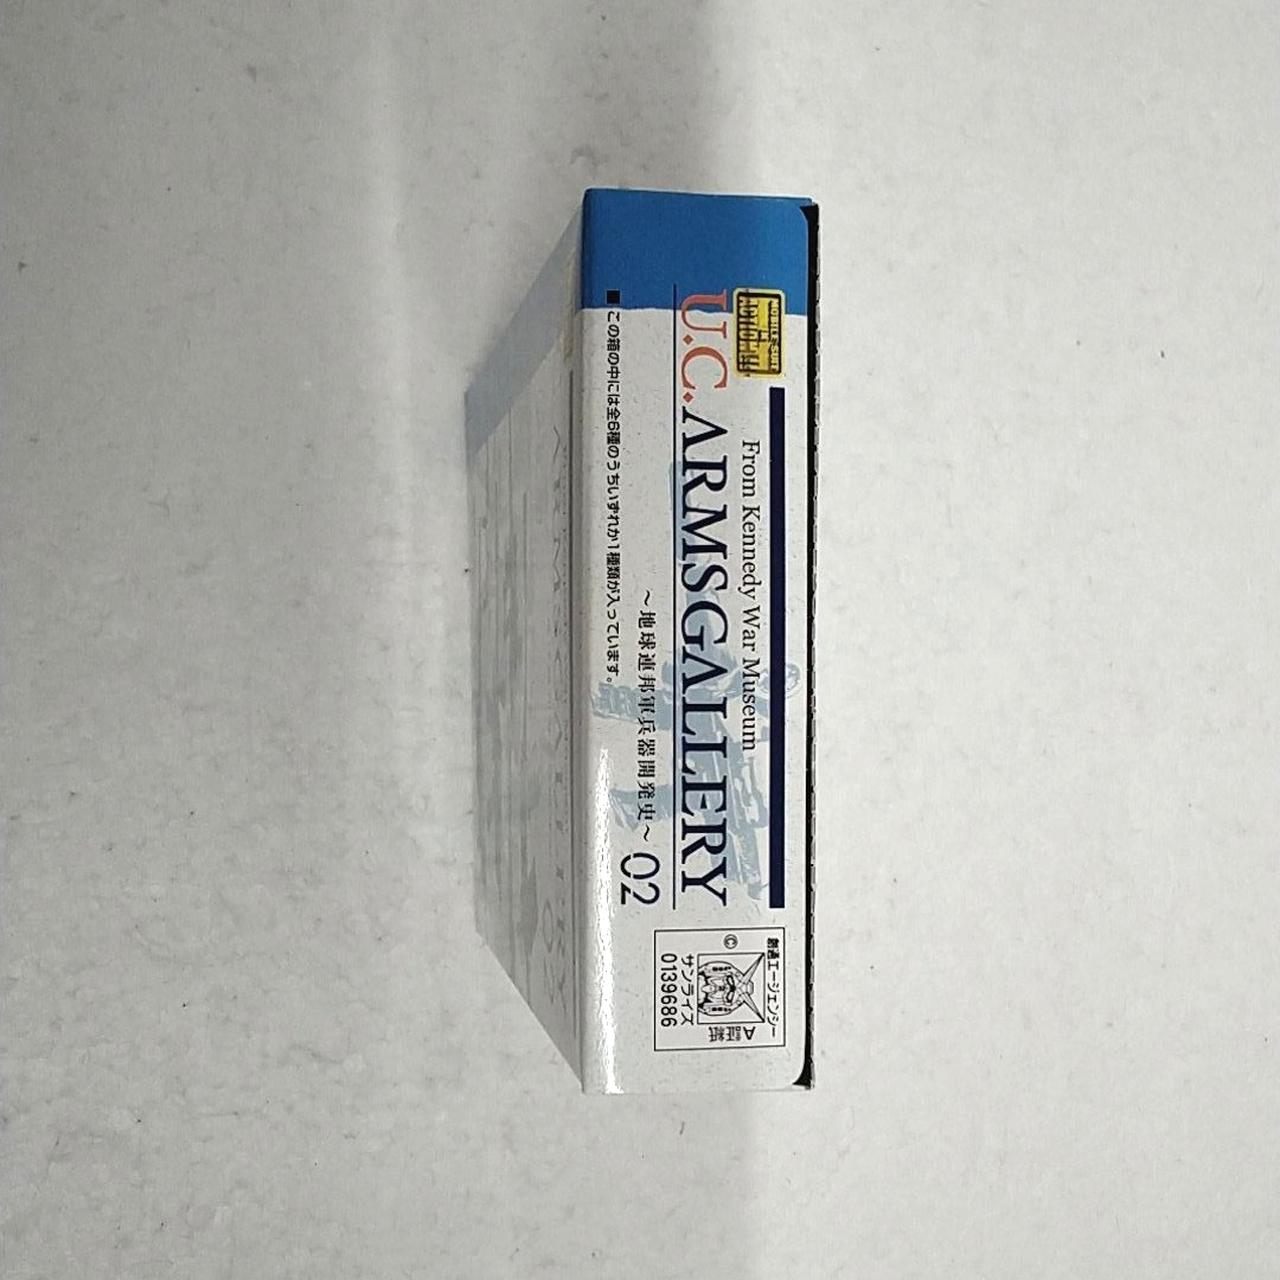 MOBILE SUIT
IN
ACTION!!
From Kennedy War Museum
U.C.ARMSGALLERY
～地球連邦軍兵器開発史～ 02
■この箱の中には全6種のうちいずれか1種類が入っています。
創通エージェンシー
©
サンライズ
A証紙
0139686